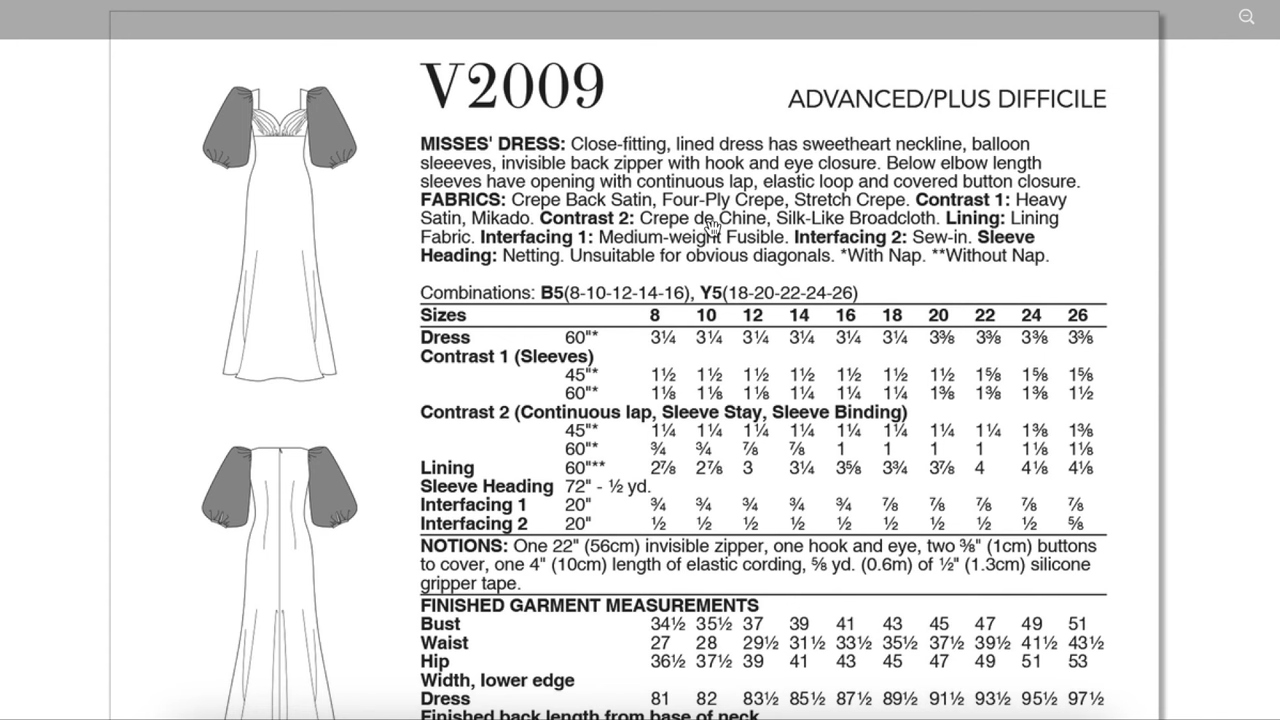 V2009
ADVANCED/PLUS DIFFICILE
MISSES' DRESS: Close-fitting, lined dress has sweetheart neckline, balloon
sleeeves, invisible back zipper with hook and eye closure. Below elbow length
sleeves have opening with continuous lap, elastic loop and covered button closure.
FABRICS: Crepe Back Satin, Four-Ply Crepe, Stretch Crepe. Contrast 1: Heavy
Satin, Mikado. Contrast 2: Crepe de Chine, Silk-Like Broadcloth. Lining: Lining
Fabric. Interfacing 1: Medium-weight Fusible. Interfacing 2: Sew-in. Sleeve
Heading: Netting. Unsuitable for obvious diagonals. *With Nap. **Without Nap.
Combinations: B5(8-10-12-14-16), Y5(18-20-22-24-26)
Sizes 8 10 12 14 16 18 20 22 24 26
Dress 60"* 3¼ 3¼ 3¼ 3¼ 3¼ 3¼ 3⅜ 3⅜ 3⅜ 3⅜
Contrast 1 (Sleeves)
45"* 1½ 1½ 1½ 1½ 1½ 1½ 1½ 1⅝ 1⅝ 1⅝
60"* 1⅛ 1⅛ 1⅛ 1¼ 1¼ 1¼ 1⅜ 1⅜ 1⅜ 1½
Contrast 2 (Continuous lap, Sleeve Stay, Sleeve Binding)
45"* 1¼ 1¼ 1¼ 1¼ 1¼ 1¼ 1¼ 1¼ 1⅜ 1⅜
60"* ¾ ¾ ⅞ ⅞ 1 1 1 1 1⅛ 1⅛
Lining 60"** 2⅞ 2⅞ 3 3¼ 3⅝ 3¾ 3⅞ 4 4⅛ 4⅛
Sleeve Heading 72" - ½ yd.
Interfacing 1 20" ¾ ¾ ¾ ¾ ¾ ⅞ ⅞ ⅞ ⅞ ⅞
Interfacing 2 20" ½ ½ ½ ½ ½ ½ ½ ½ ½ ⅝
NOTIONS: One 22" (56cm) invisible zipper, one hook and eye, two ⅜" (1cm) buttons
to cover, one 4" (10cm) length of elastic cording, ⅝ yd. (0.6m) of ½" (1.3cm) silicone
gripper tape.
FINISHED GARMENT MEASUREMENTS
Bust 34½ 35½ 37 39 41 43 45 47 49 51
Waist 27 28 29½ 31½ 33½ 35½ 37½ 39½ 41½ 43½
Hip 36½ 37½ 39 41 43 45 47 49 51 53
Width, lower edge
Dress 81 82 83½ 85½ 87½ 89½ 91½ 93½ 95½ 97½
Finished back length from base of neck